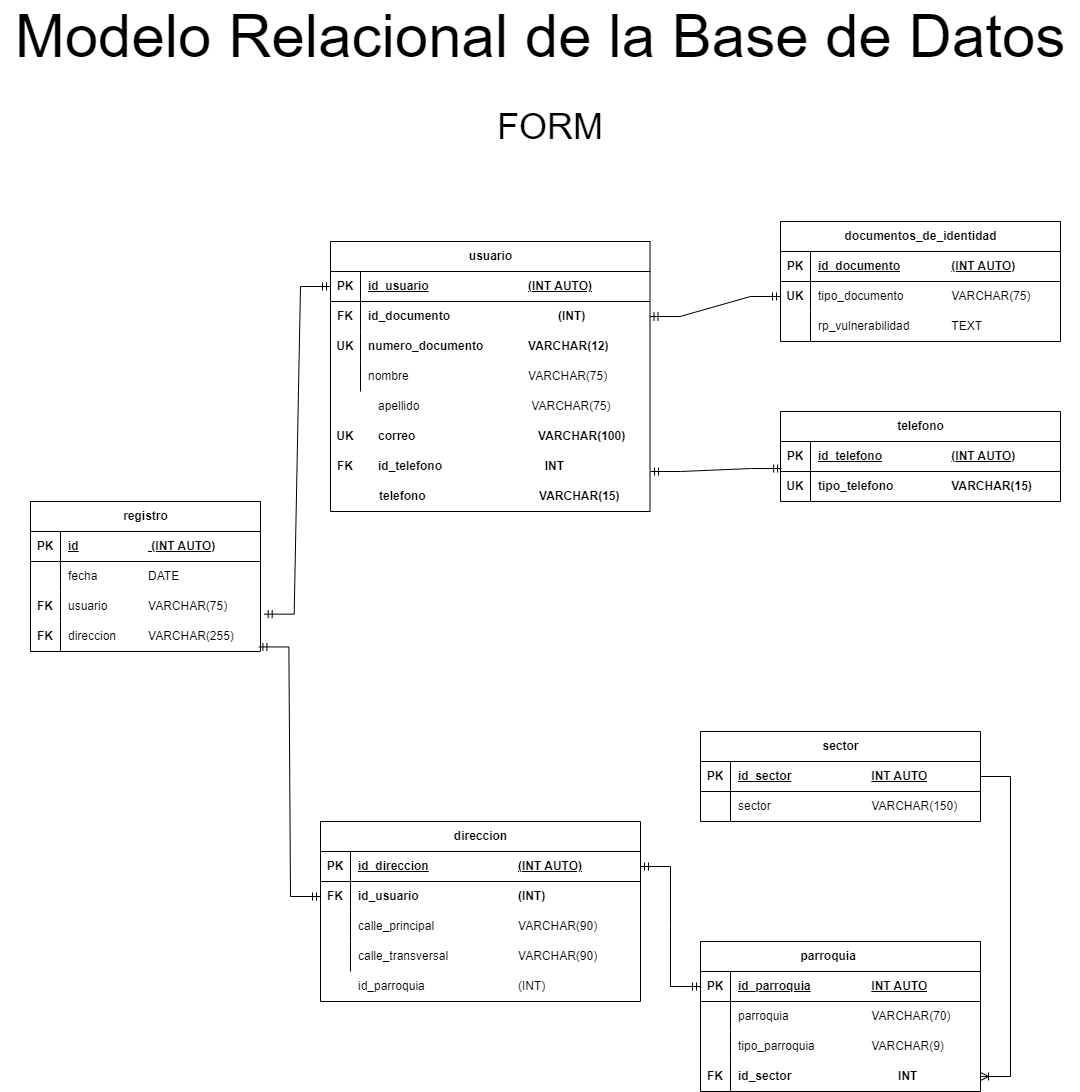 Modelo Relacional de la Base de Datos
FORM
usuario
PK id_usuario (INT AUTO)
FK id_documento (INT)
UK numero_documento VARCHAR(12)
nombre VARCHAR(75)
apellido VARCHAR(75)
UK correo VARCHAR(100)
FK id_telefono INT
telefono VARCHAR(15)
documentos_de_identidad
PK id_documento (INT AUTO)
UK tipo_documento VARCHAR(75)
rp_vulnerabilidad TEXT
telefono
PK id_telefono (INT AUTO)
UK tipo_telefono VARCHAR(15)
registro
PK id (INT AUTO)
fecha DATE
FK usuario VARCHAR(75)
FK direccion VARCHAR(255)
sector
PK id_sector INT AUTO
sector VARCHAR(150)
direccion
PK id_direccion (INT AUTO)
FK id_usuario (INT)
calle_principal VARCHAR(90)
calle_transversal VARCHAR(90)
id_parroquia (INT)
parroquia
PK id_parroquia INT AUTO
parroquia VARCHAR(70)
tipo_parroquia VARCHAR(9)
FK id_sector INT